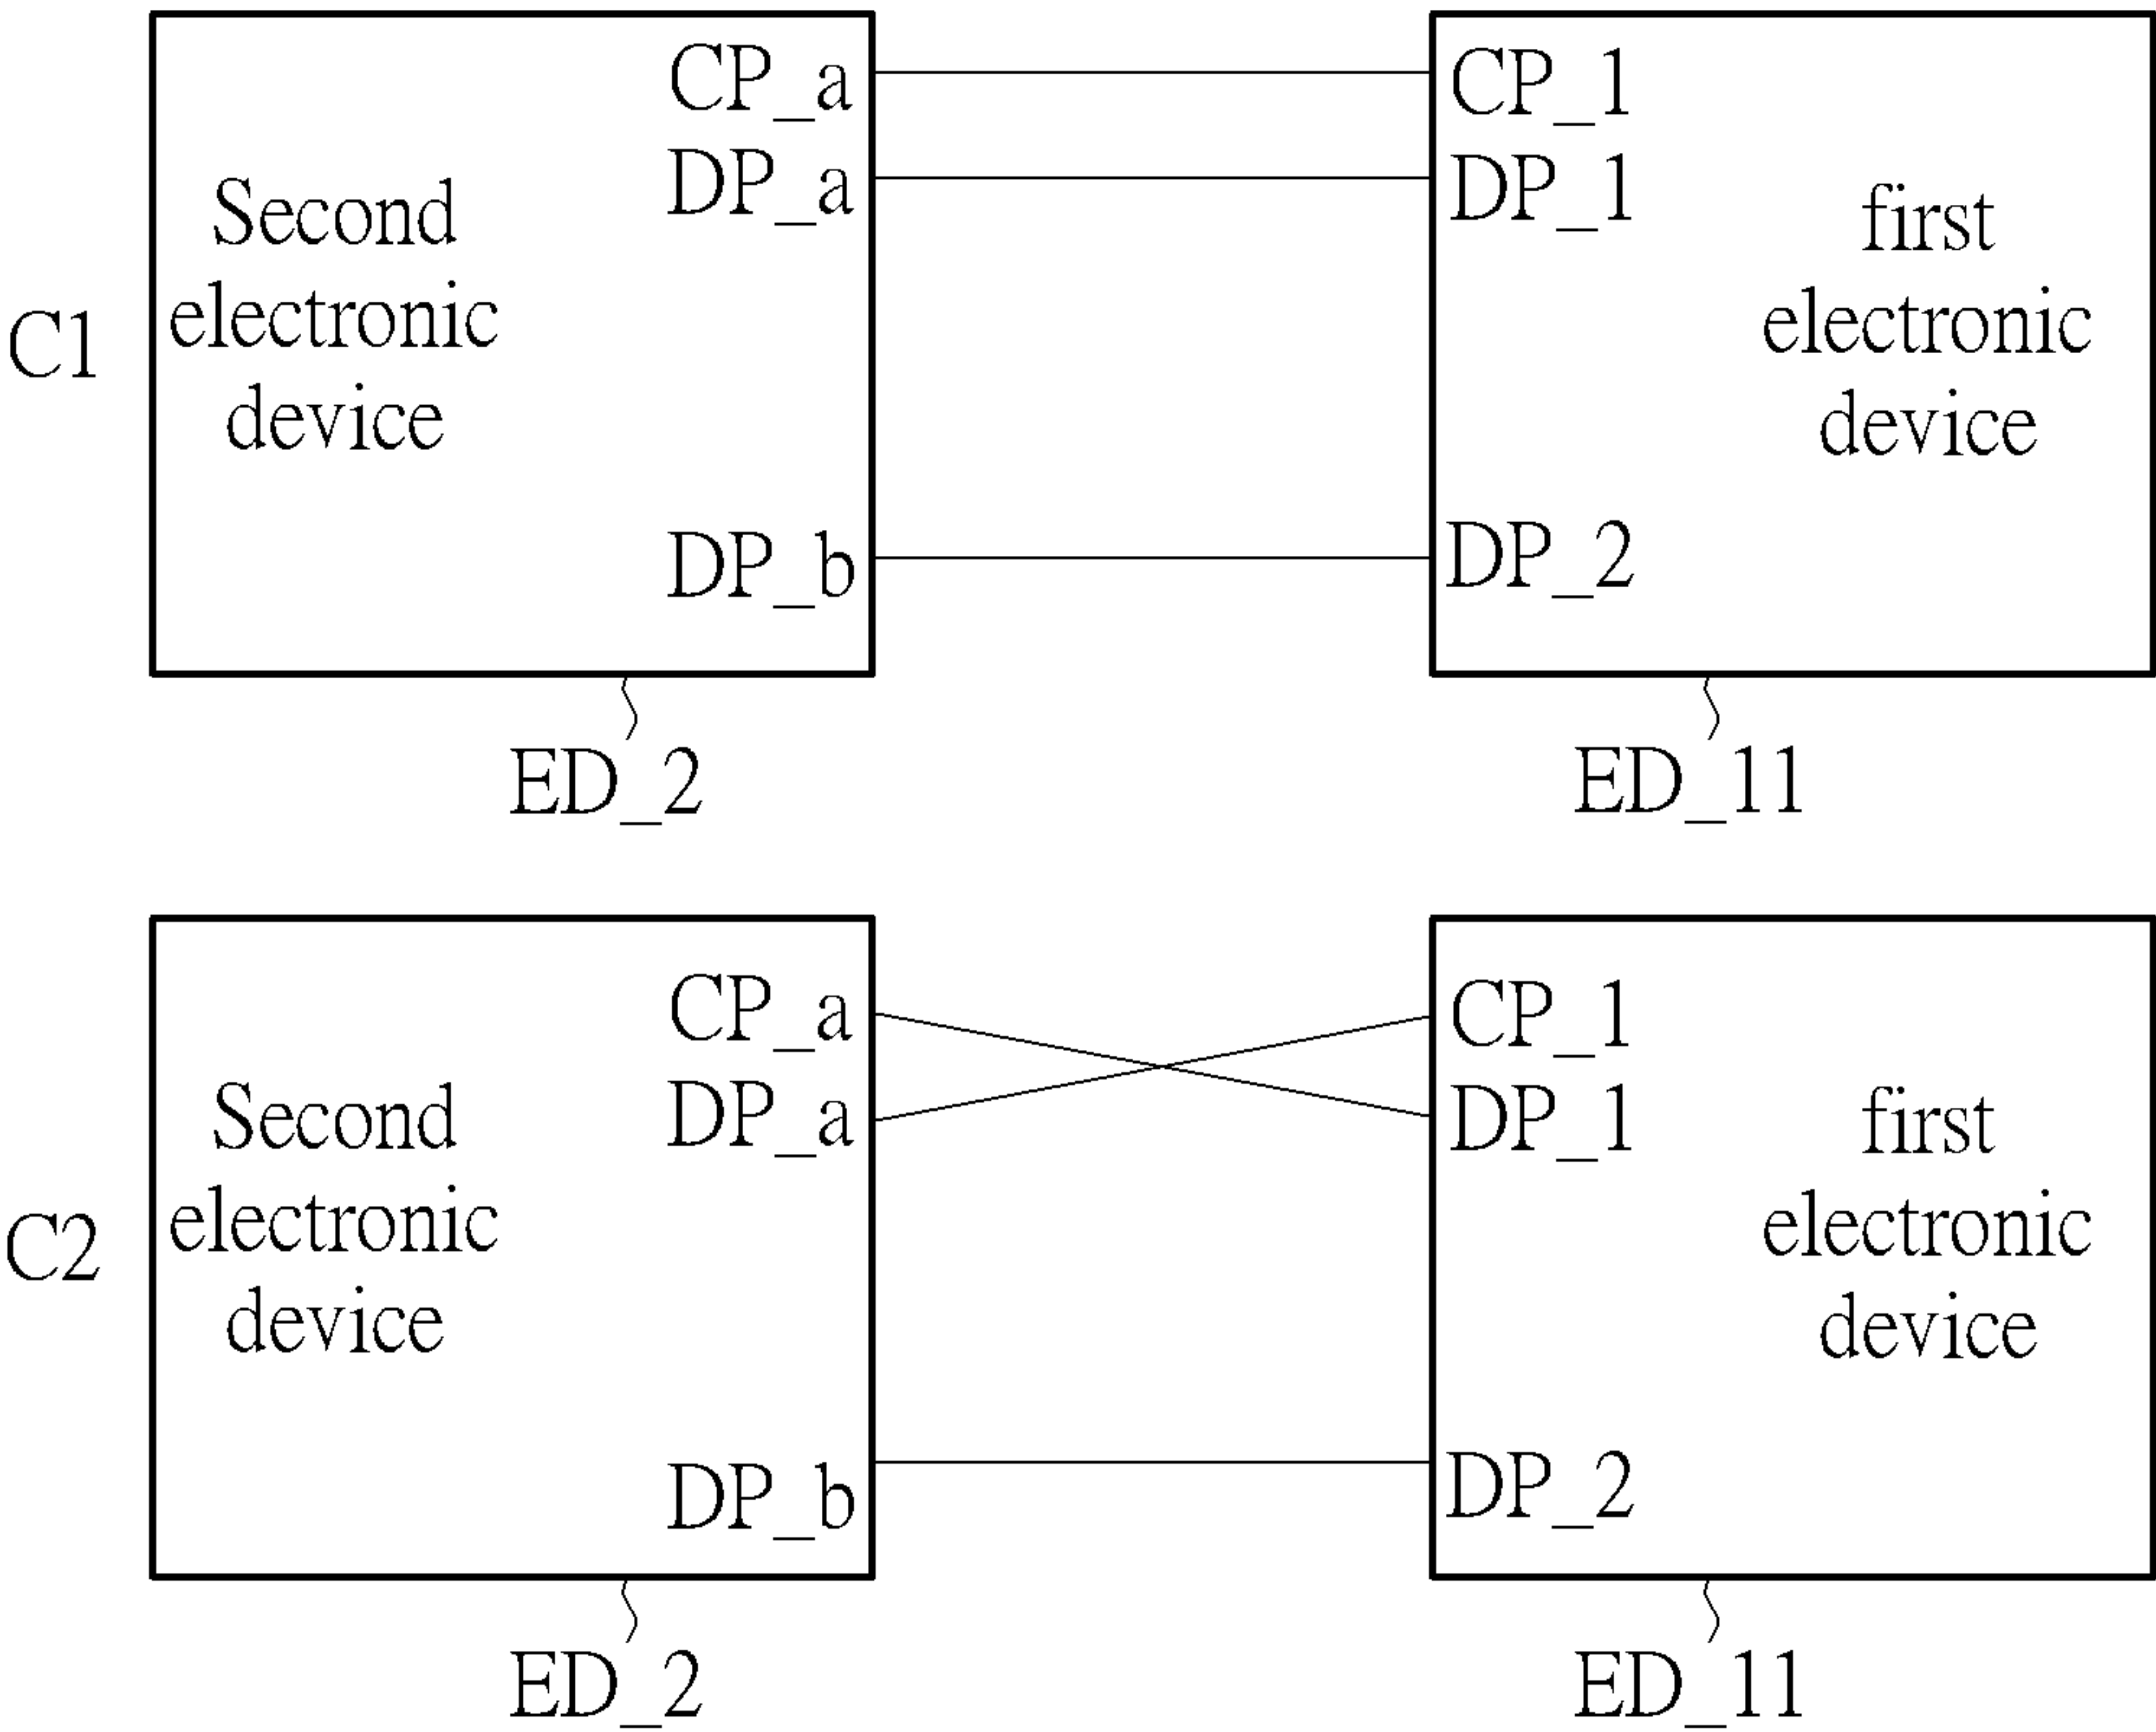 CP_a
CP_1
DP_a
DP_1
Second
electronic
device
first
electronic
device
C1
DP_b
DP_2
ED_2
ED_11
CP_a
CP_1
DP_a
DP_1
Second
electronic
device
first
electronic
device
C2
DP_b
DP_2
ED_2
ED_11